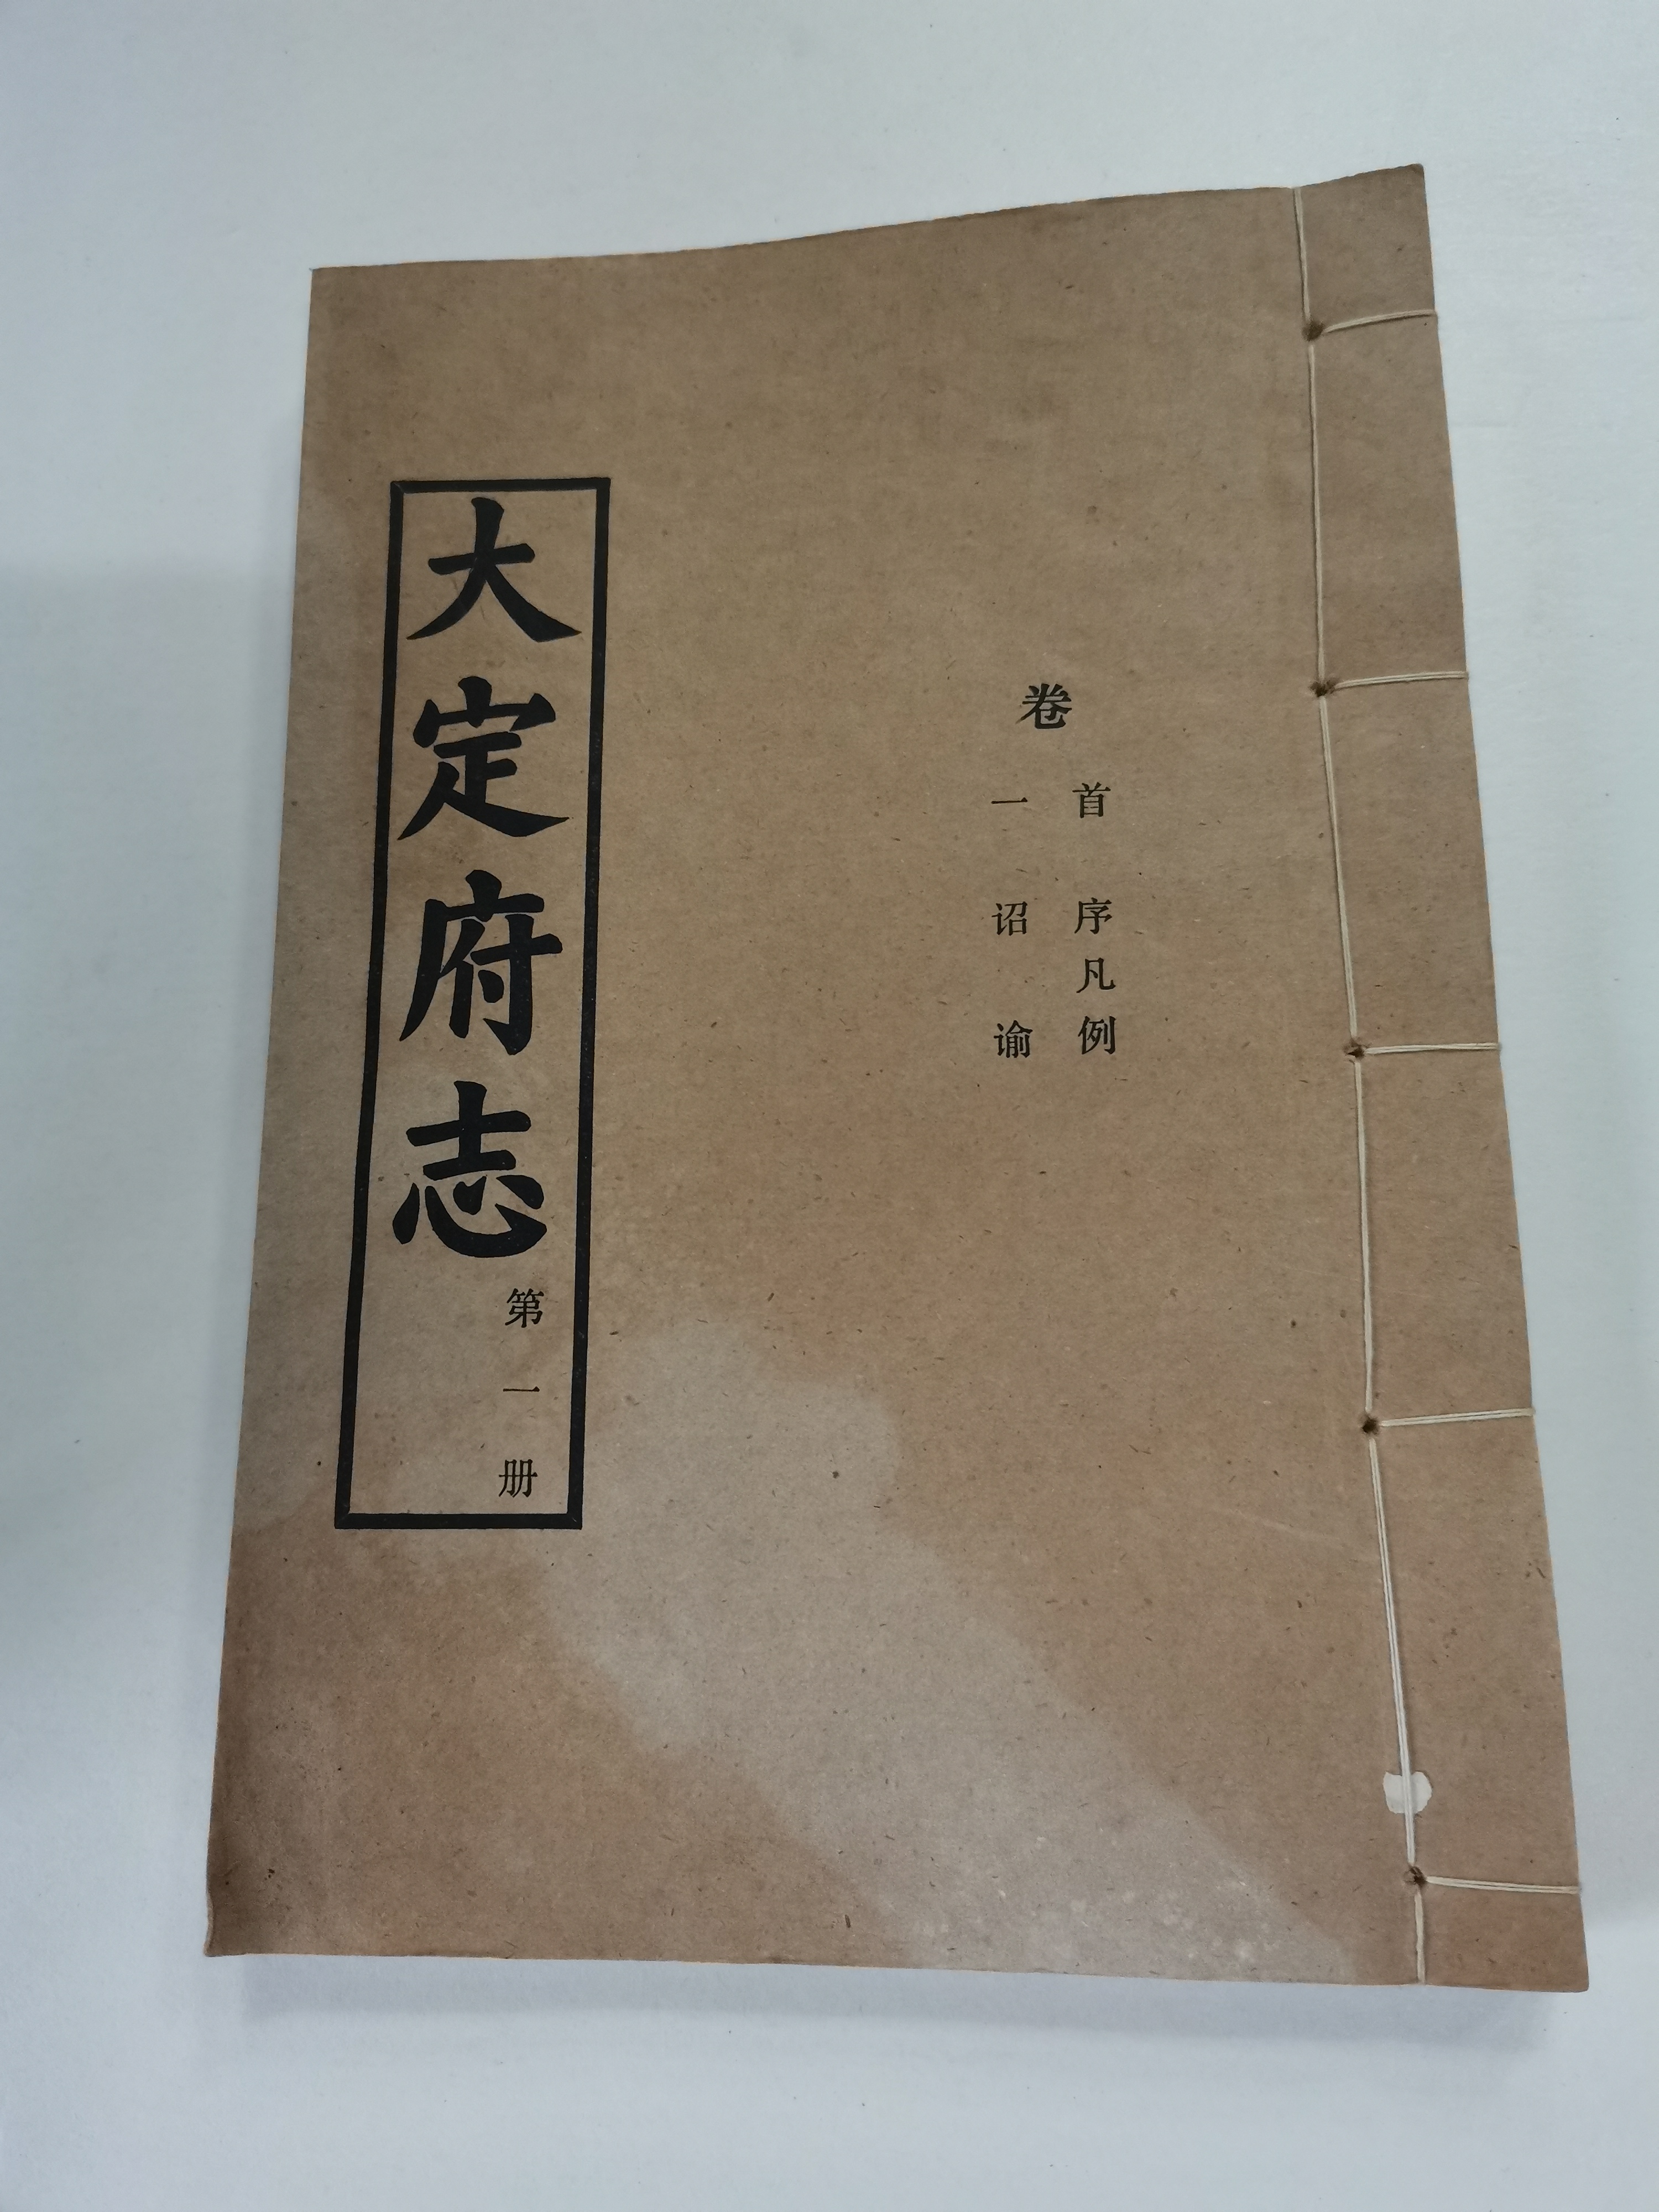 卷
首 序凡例
一 诏谕
大定府志
第一册